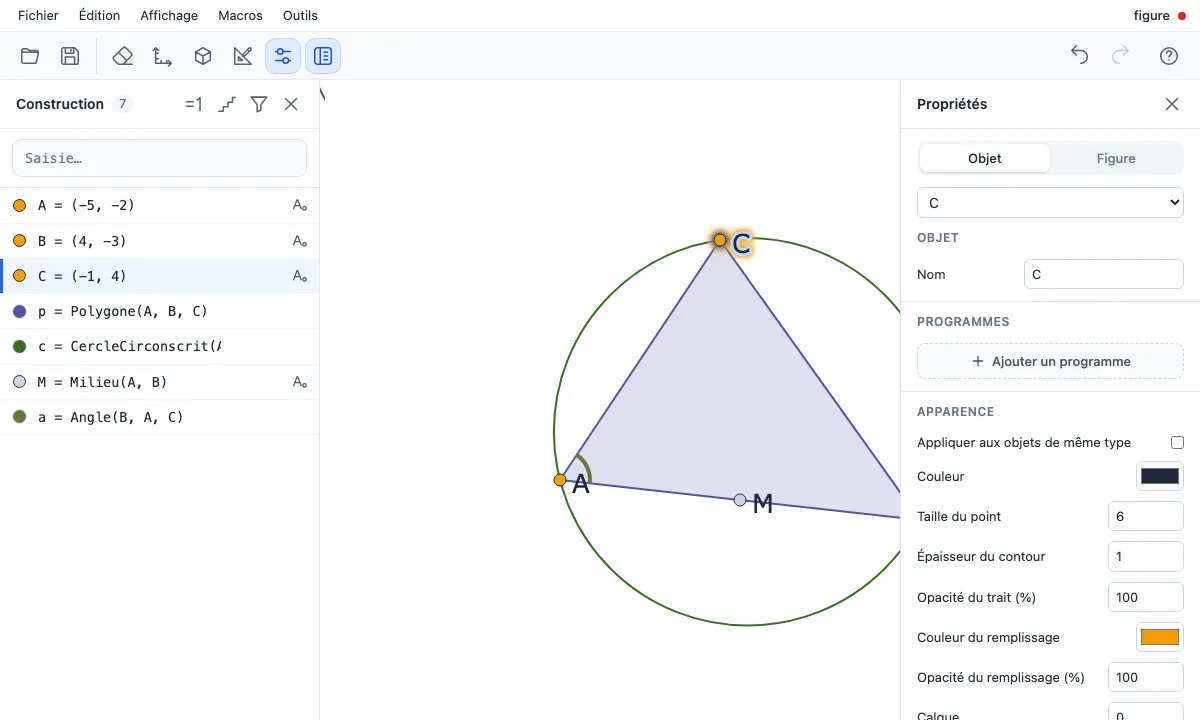 Fichier Édition Affichage Macros Outils figure
Construction 7 =1
Saisie…
A = (−5, −2)
B = (4, −3)
C = (−1, 4)
p = Polygone(A, B, C)
c = CercleCirconscrit(A
M = Milieu(A, B)
a = Angle(B, A, C)
C
A
M
Propriétés
Objet Figure
C
OBJET
Nom C
PROGRAMMES
+ Ajouter un programme
APPARENCE
Appliquer aux objets de même type
Couleur
Taille du point 6
Épaisseur du contour 1
Opacité du trait (%) 100
Couleur du remplissage
Opacité du remplissage (%) 100
Calque 0